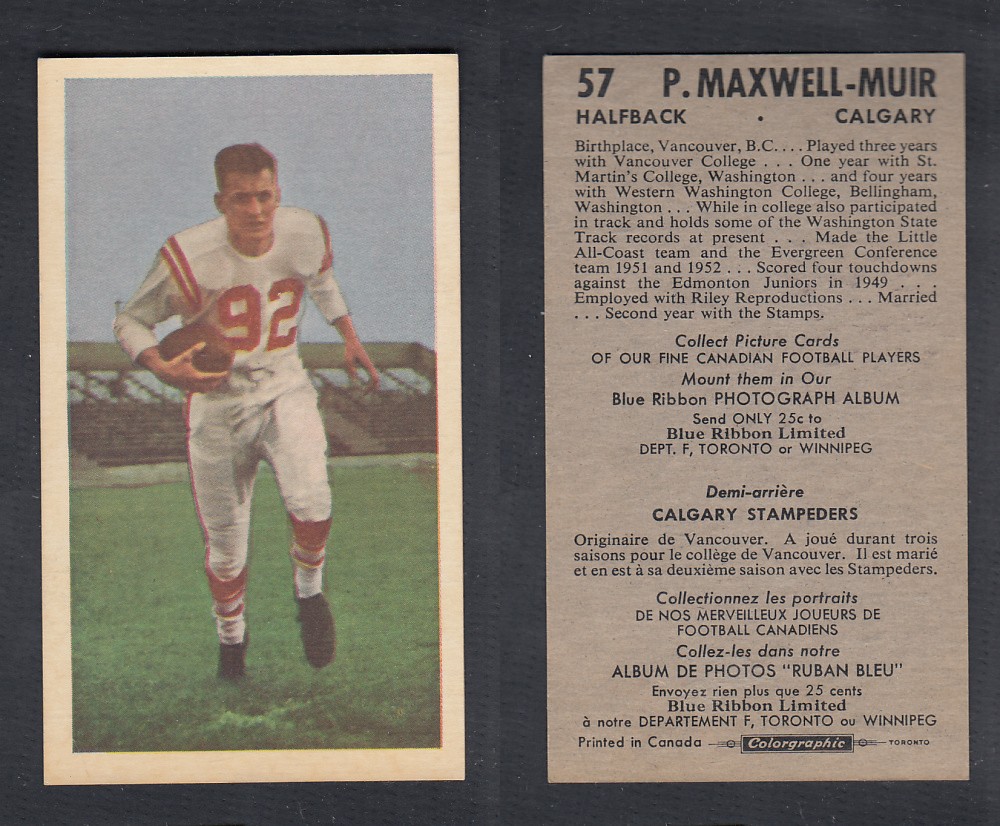 92
57 P. MAXWELL-MUIR
HALFBACK . CALGARY
Birthplace, Vancouver, B.C. . . . Played three years
with Vancouver College . . . One year with St.
Martin's College, Washington . . . and four years
with Western Washington College, Bellingham,
Washington . . . While in college also participated
in track and holds some of the Washington State
Track records at present . . . Made the Little
All-Coast team and the Evergreen Conference
team 1951 and 1952 . . . Scored four touchdowns
against the Edmonton Juniors in 1949 . . .
Employed with Riley Reproductions . . . Married
. . . Second year with the Stamps.
Collect Picture Cards
OF OUR FINE CANADIAN FOOTBALL PLAYERS
Mount them in Our
Blue Ribbon PHOTOGRAPH ALBUM
Send ONLY 25c to
Blue Ribbon Limited
DEPT. F, TORONTO or WINNIPEG
Demi-arrière
CALGARY STAMPEDERS
Originaire de Vancouver. A joué durant trois
saisons pour le collège de Vancouver. Il est marié
et en est à sa deuxième saison avec les Stampeders.
Collectionnez les portraits
DE NOS MERVEILLEUX JOUEURS DE
FOOTBALL CANADIENS
Collez-les dans notre
ALBUM DE PHOTOS "RUBAN BLEU"
Envoyez rien plus que 25 cents
Blue Ribbon Limited
à notre DEPARTEMENT F, TORONTO ou WINNIPEG
Printed in Canada Colorgraphic TORONTO